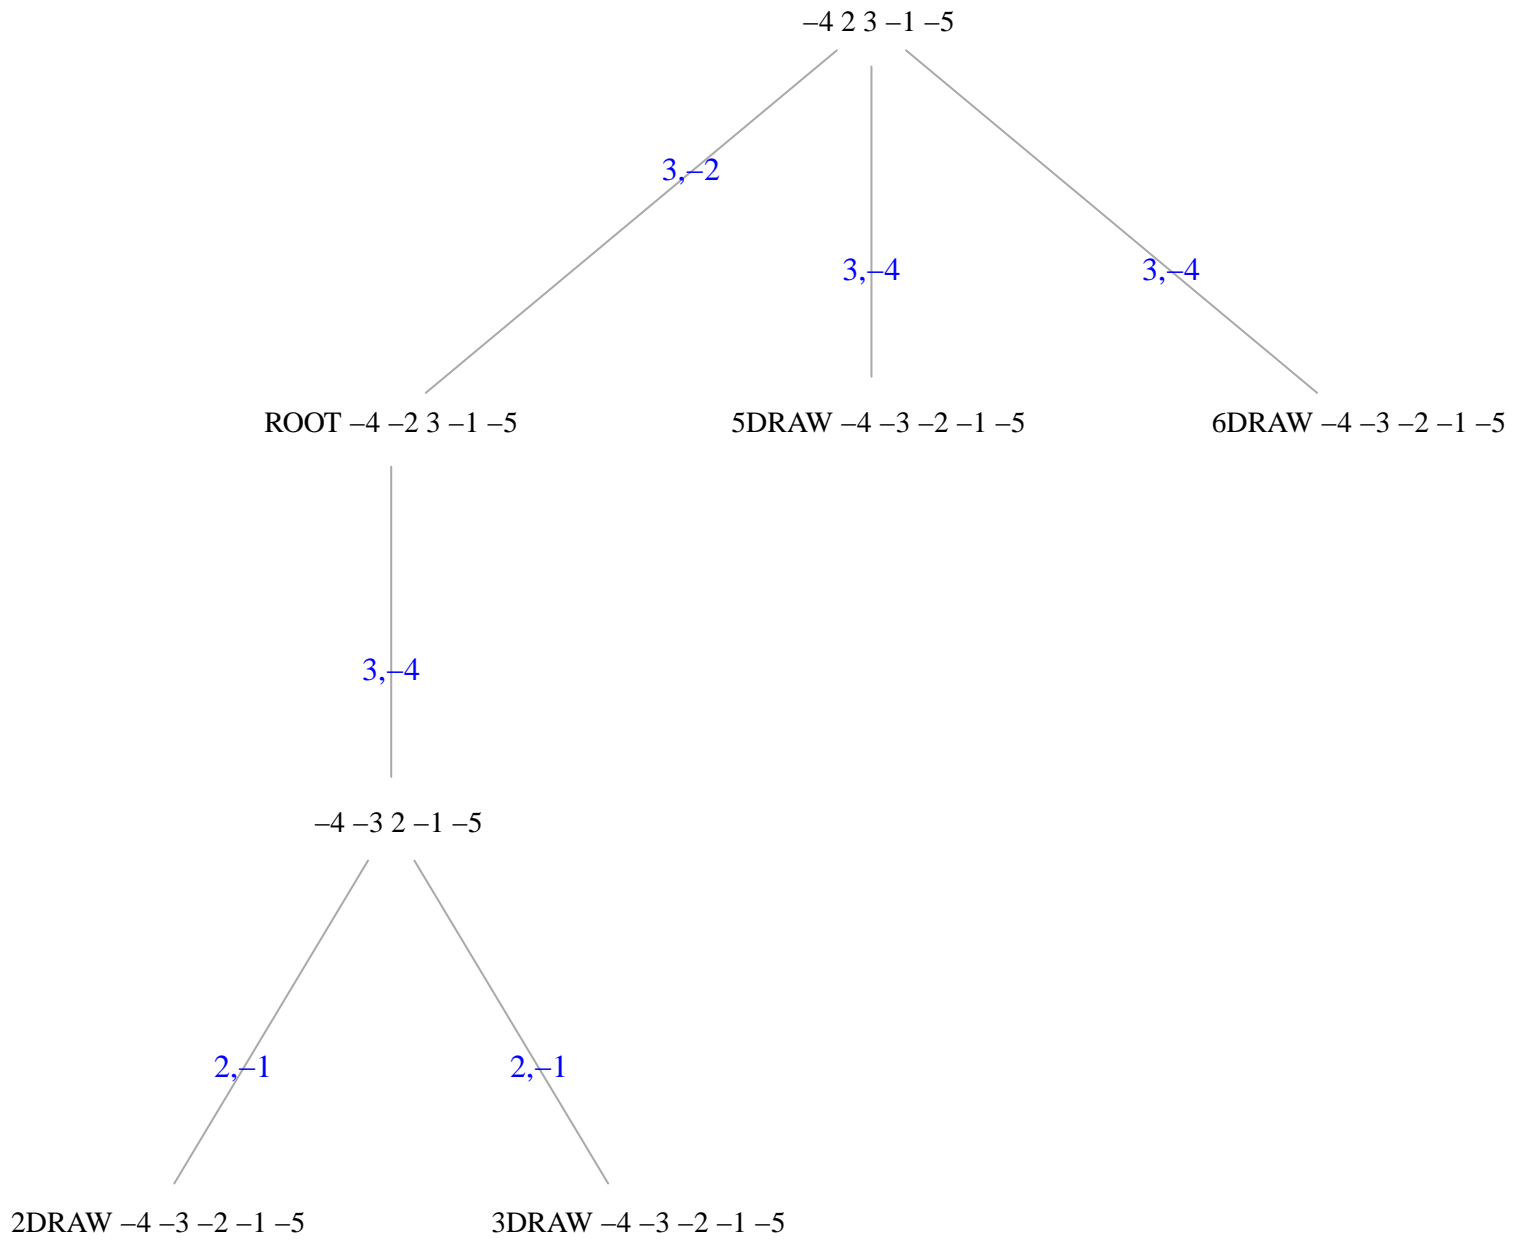 –4 2 3 –1 –5
3,–2
3,–4
3,–4
ROOT –4 –2 3 –1 –5
5DRAW –4 –3 –2 –1 –5
6DRAW –4 –3 –2 –1 –5
3,–4
–4 –3 2 –1 –5
2,–1
2,–1
2DRAW –4 –3 –2 –1 –5
3DRAW –4 –3 –2 –1 –5